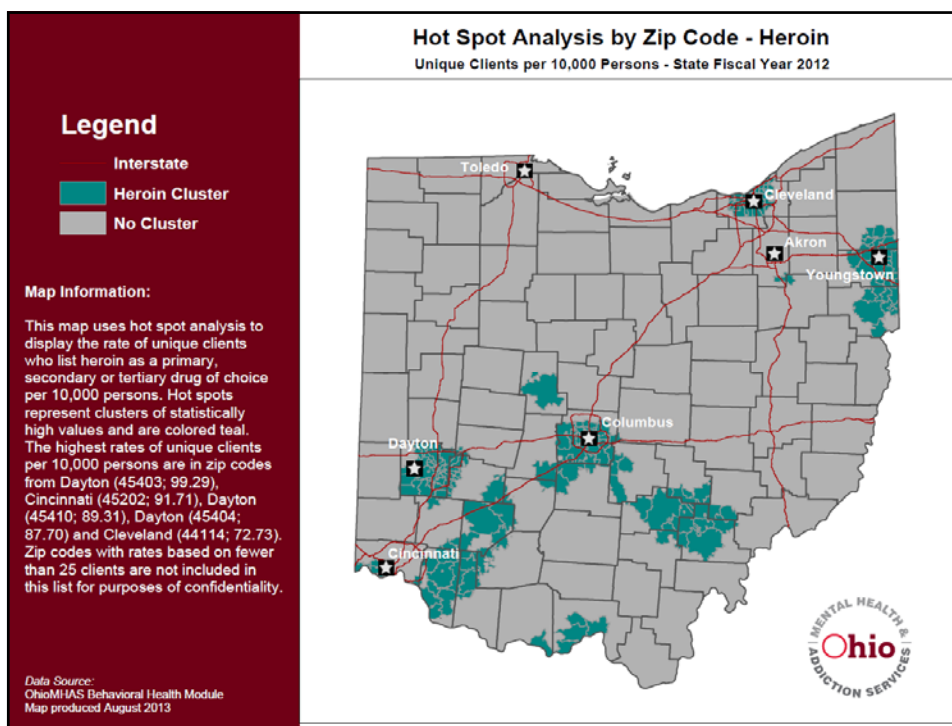 Hot Spot Analysis by Zip Code - Heroin
Unique Clients per 10,000 Persons - State Fiscal Year 2012
Legend
Interstate
Heroin Cluster
No Cluster
Map Information:
This map uses hot spot analysis to
display the rate of unique clients
who list heroin as a primary,
secondary or tertiary drug of choice
per 10,000 persons. Hot spots
represent clusters of statistically
high values and are colored teal.
The highest rates of unique clients
per 10,000 persons are in zip codes
from Dayton (45403; 99.29),
Cincinnati (45202; 91.71), Dayton
(45410; 89.31), Dayton (45404;
87.70) and Cleveland (44114; 72.73).
Zip codes with rates based on fewer
than 25 clients are not included in
this list for purposes of confidentiality.
Data Source:
OhioMHAS Behavioral Health Module
Map produced August 2013
Toledo
Cleveland
Akron
Youngstown
Columbus
Dayton
Cincinnati
MENTAL HEALTH &
Ohio
ADDICTION SERVICES